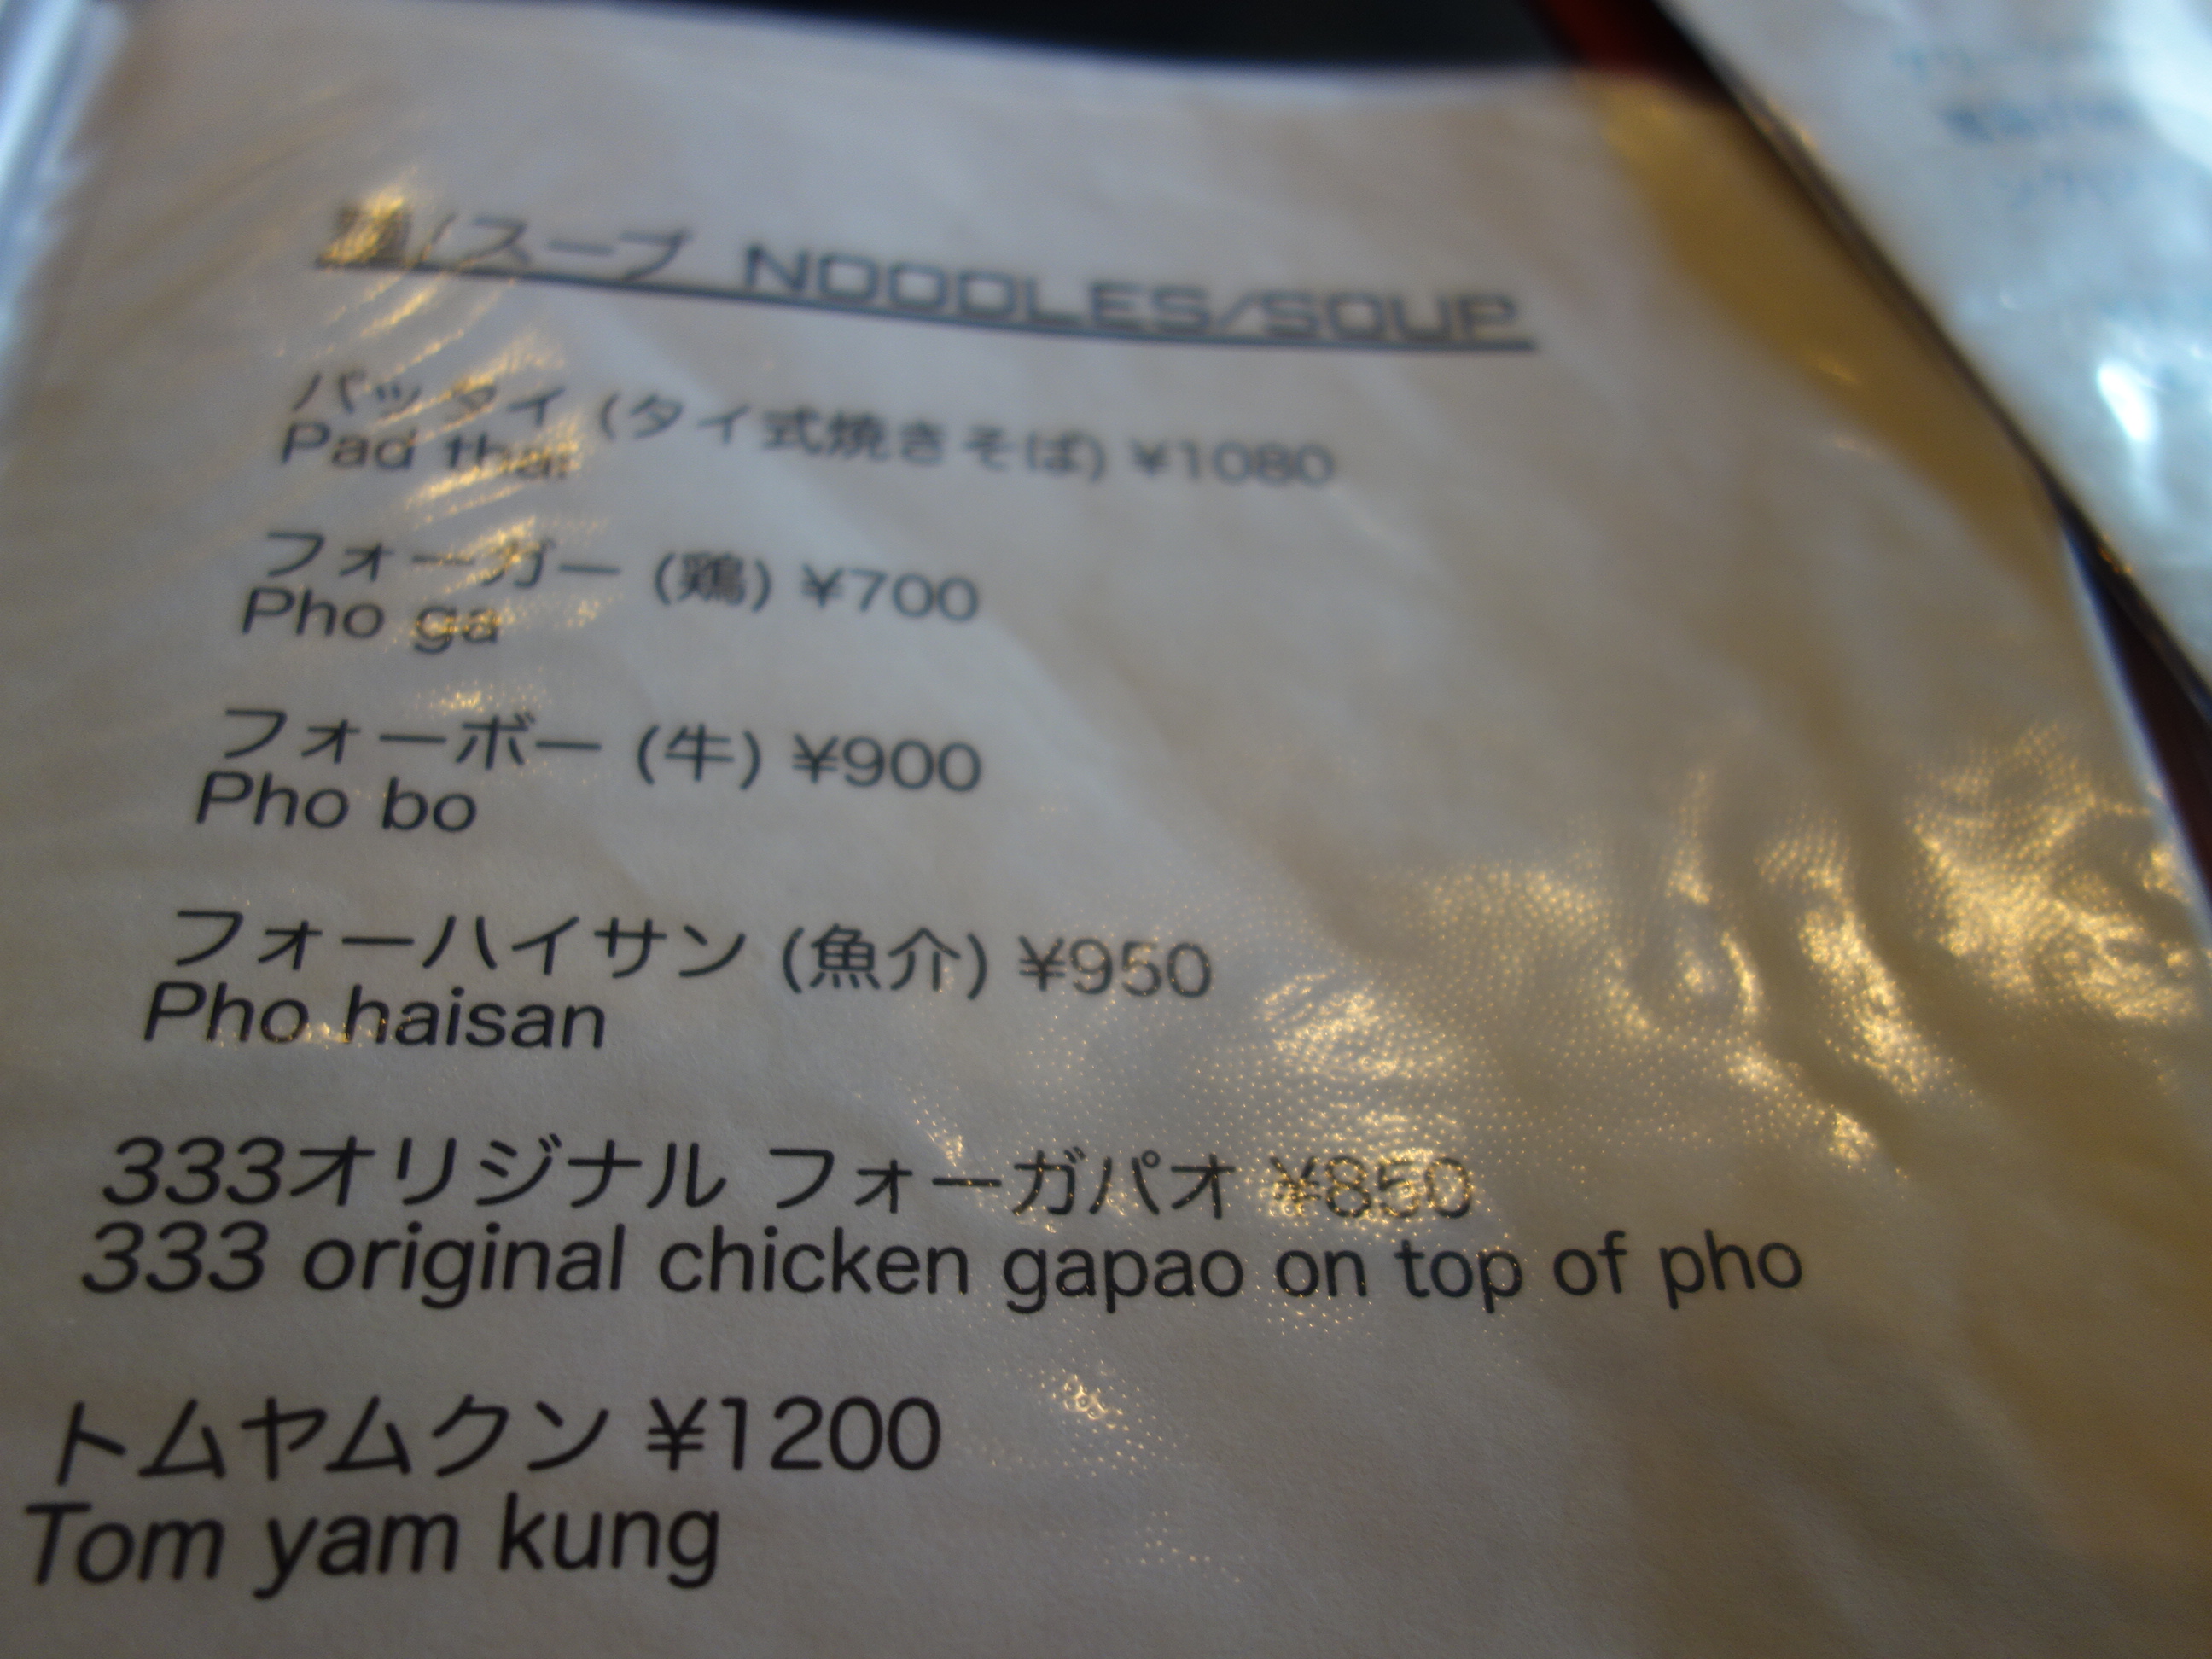 麺/スープ NOODLES/SOUP
パッタイ (タイ式焼きそば) ¥1080
Pad thai
フォーガー (鶏) ¥700
Pho ga
フォーボー (牛) ¥900
Pho bo
フォーハイサン (魚介) ¥950
Pho haisan
333オリジナル フォーガパオ ¥850
333 original chicken gapao on top of pho
トムヤムクン ¥1200
Tom yam kung